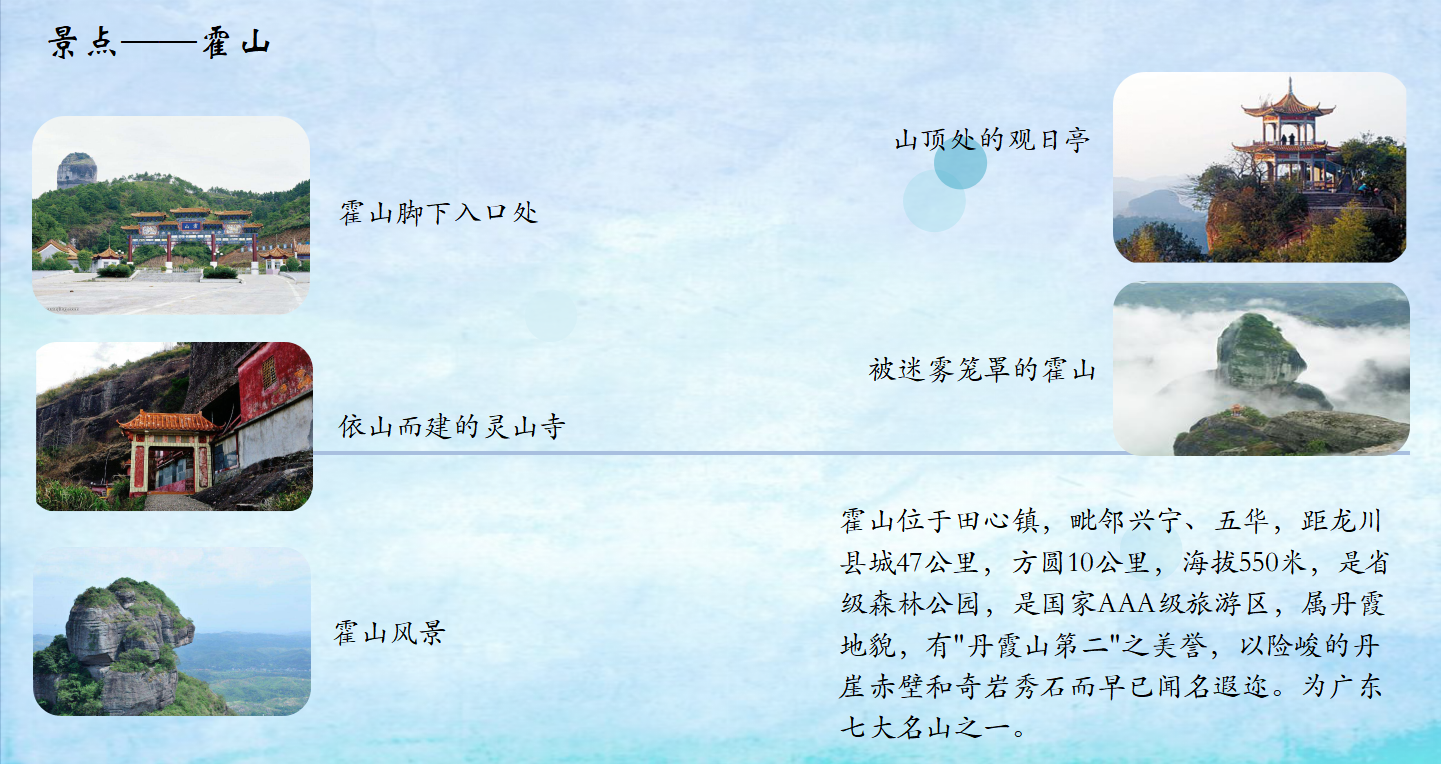 景点——霍山
山顶处的观日亭
霍山脚下入口处
被迷雾笼罩的霍山
依山而建的灵山寺
霍山位于田心镇，毗邻兴宁、五华，距龙川
县城47公里，方圆10公里，海拔550米，是省
级森林公园，是国家AAA级旅游区，属丹霞
地貌，有"丹霞山第二"之美誉，以险峻的丹
崖赤壁和奇岩秀石而早已闻名遐迩。为广东
七大名山之一。
霍山风景